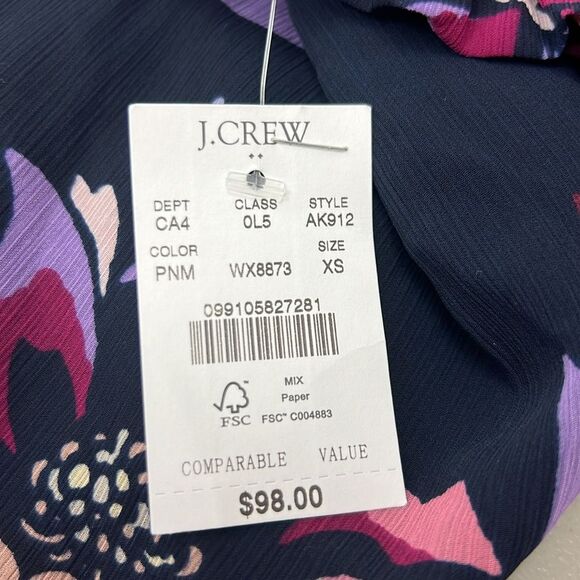 J.CREW
DEPT CLASS STYLE
CA4 0L5 AK912
COLOR SIZE
PNM WX8873 XS
099105827281
MIX
Paper
FSC FSC™ C004883
COMPARABLE VALUE
$98.00